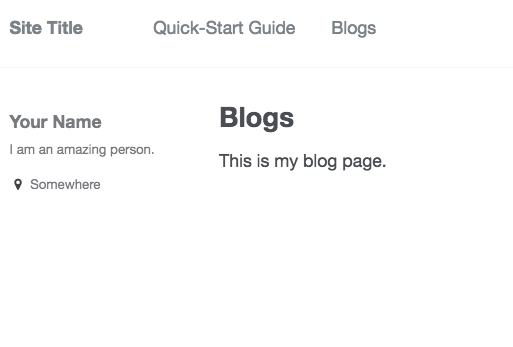 Site Title Quick-Start Guide Blogs
Your Name
I am an amazing person.
Somewhere
Blogs
This is my blog page.